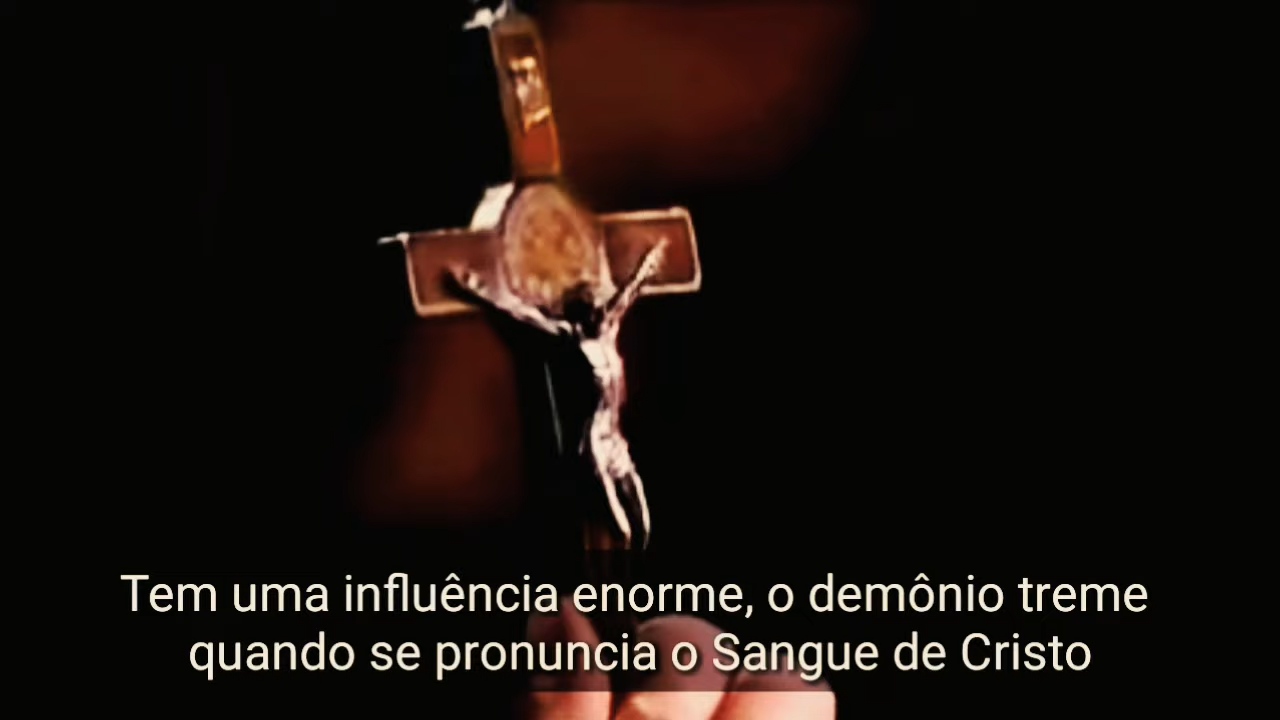 Tem uma influência enorme, o demônio treme
quando se pronuncia o Sangue de Cristo